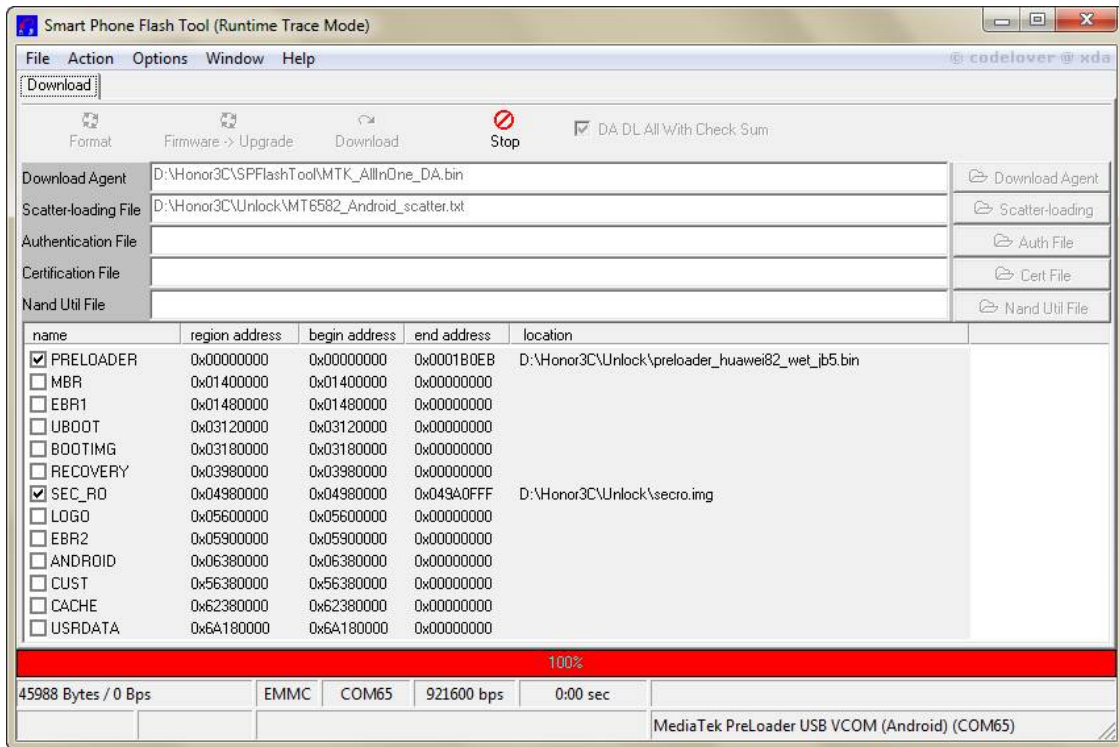 Smart Phone Flash Tool (Runtime Trace Mode)
File Action Options Window Help © codelover @ xda
Download
Format Firmware -> Upgrade Download Stop DA DL All With Check Sum
Download Agent D:\Honor3C\SPFlashTool\MTK_AllInOne_DA.bin Download Agent
Scatter-loading File D:\Honor3C\Unlock\MT6582_Android_scatter.txt Scatter-loading
Authentication File Auth File
Certification File Cert File
Nand Util File Nand Util File
name region address begin address end address location
PRELOADER 0x00000000 0x00000000 0x0001B0EB D:\Honor3C\Unlock\preloader_huawei82_wet_jb5.bin
MBR 0x01400000 0x01400000 0x00000000
EBR1 0x01480000 0x01480000 0x00000000
UBOOT 0x03120000 0x03120000 0x00000000
BOOTIMG 0x03180000 0x03180000 0x00000000
RECOVERY 0x03980000 0x03980000 0x00000000
SEC_RO 0x04980000 0x04980000 0x049A0FFF D:\Honor3C\Unlock\secro.img
LOGO 0x05600000 0x05600000 0x00000000
EBR2 0x05900000 0x05900000 0x00000000
ANDROID 0x06380000 0x06380000 0x00000000
CUST 0x56380000 0x56380000 0x00000000
CACHE 0x62380000 0x62380000 0x00000000
USRDATA 0x6A180000 0x6A180000 0x00000000
100%
45988 Bytes / 0 Bps EMMC COM65 921600 bps 0:00 sec
MediaTek PreLoader USB VCOM (Android) (COM65)